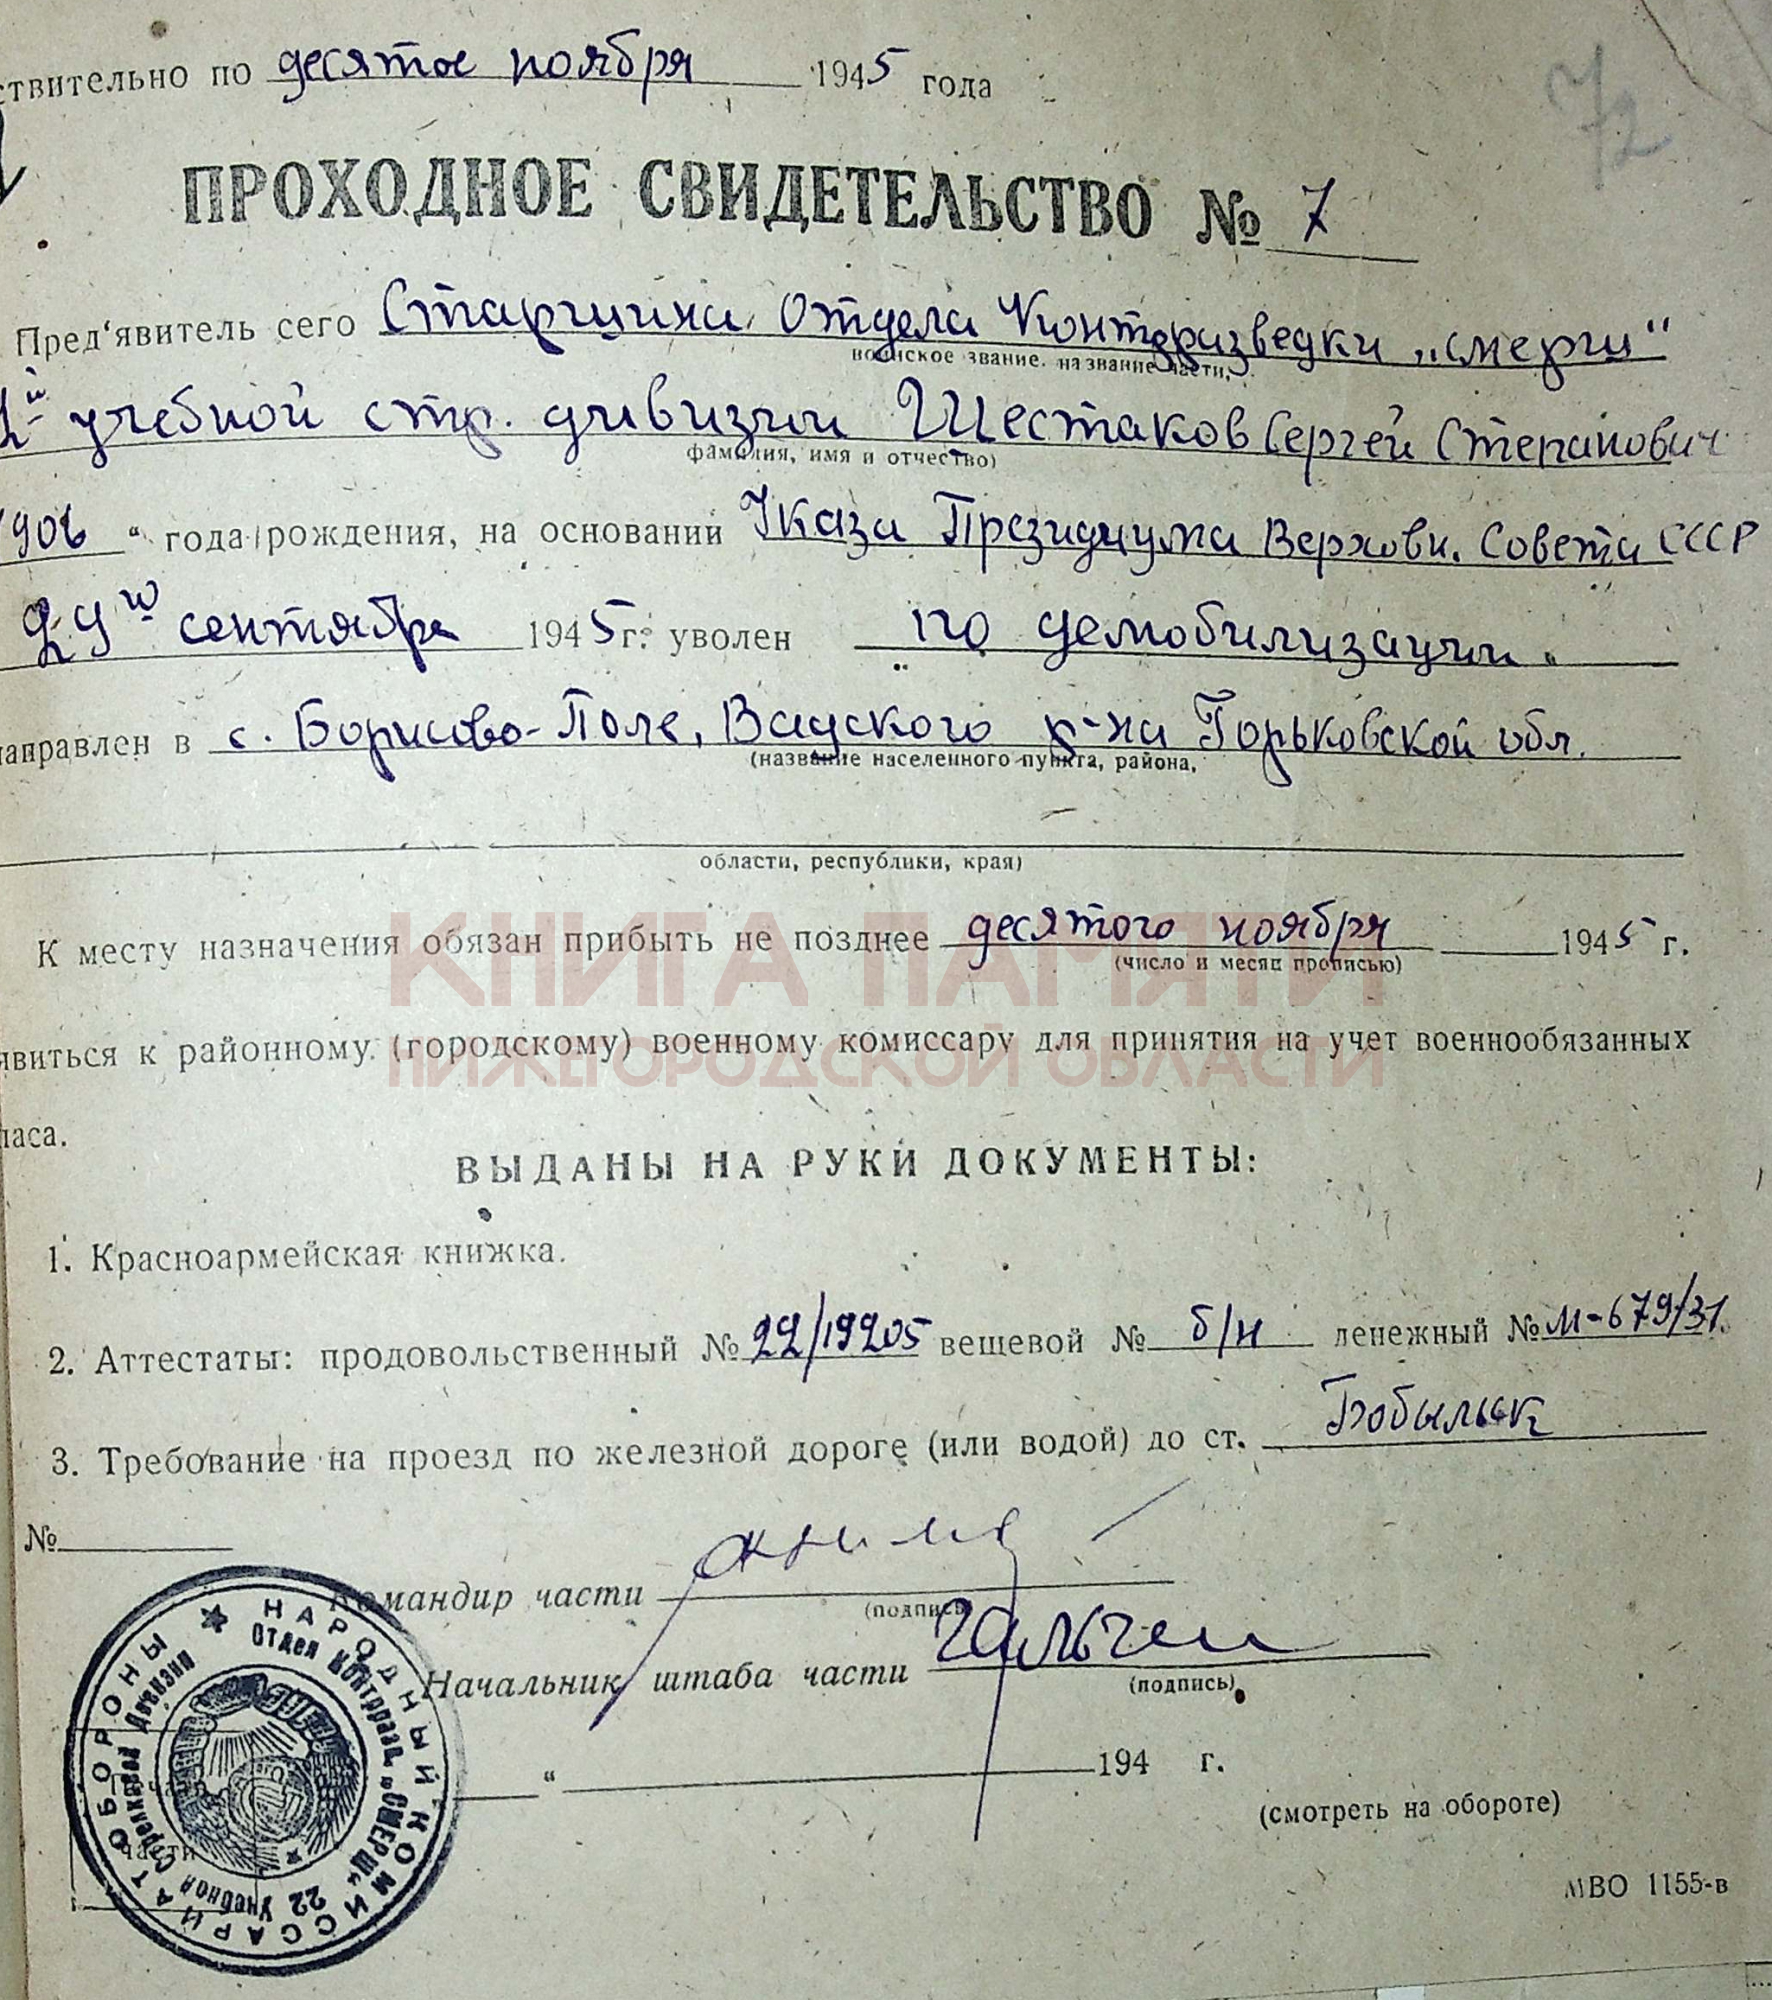 ствительно по десятое ноября 1945 года
72
ПРОХОДНОЕ СВИДЕТЕЛЬСТВО № 7
Пред'явитель сего Старшина Отдела Контрразведки „Смерш"
воинское звание. название части,
2й учебной стр. дивизии Шестаков Сергей Степанович
фамилия, имя и отчество)
1906 " года рождения, на основании Указа Президиума Верховн. Совета СССР
сентября 1945 г. уволен по демобилизации.
направлен в с. Борисово-Поле, Вадского р-на Горьковской обл.
(название населенного пункта, района,
области, республики, края)
К месту назначения обязан прибыть не позднее десятого ноября 1945 г.
(число и месяц прописью)
КНИГА ПАМЯТИ
явиться к районному (городскому) военному комиссару для принятия на учет военнообязанных
НИЖЕГОРОДСКОЙ ОБЛАСТИ
паса.
ВЫДАНЫ НА РУКИ ДОКУМЕНТЫ:
1. Красноармейская книжка.
2. Аттестаты: продовольственный № 22/19205 вещевой № б/н денежный № М-679/31.
3. Требование на проезд по железной дороге (или водой) до ст. Бобыльск
№
Командир части
(подпись)
Начальник штаба части
(подпись)
" 194 г.
(смотреть на обороте)
МВО 1155-в
НАРОДНЫЙ КОМИССАРИАТ ОБОРОНЫ
Отдел Контрразв. „СМЕРШ" 22 Учебной Стрелковой Дивизии
части